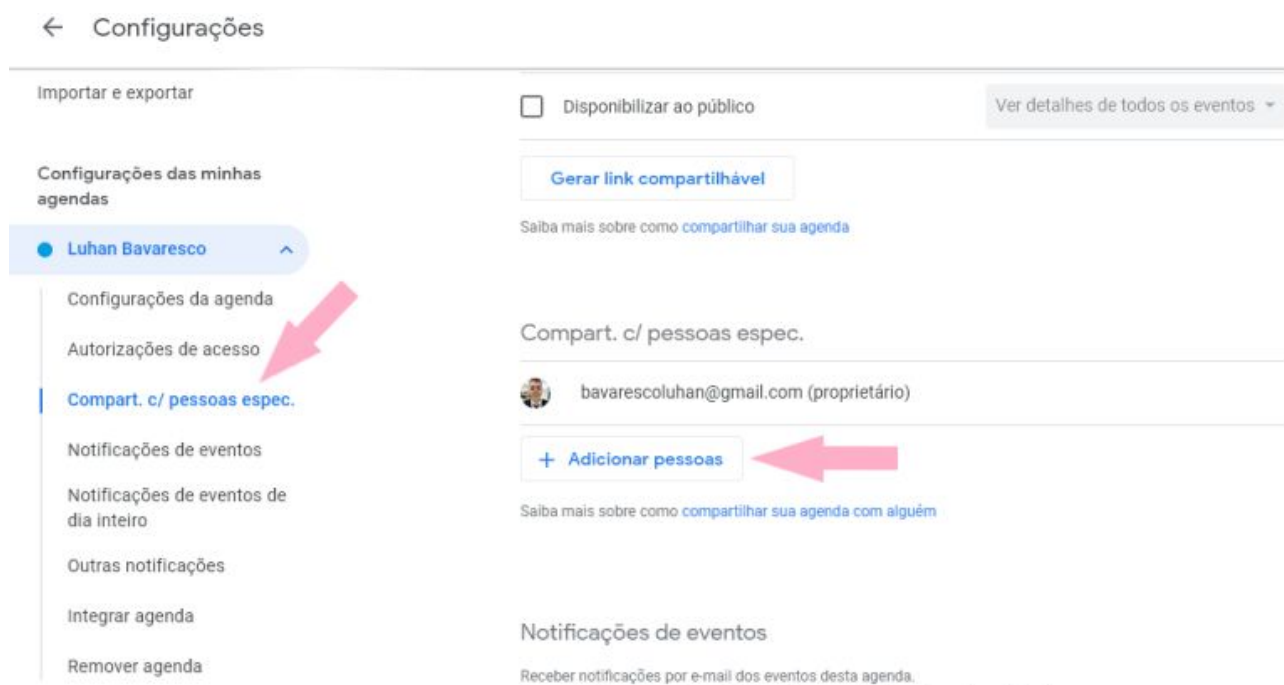 Configurações
Importar e exportar
Configurações das minhas
agendas
Luhan Bavaresco
Configurações da agenda
Autorizações de acesso
Compart. c/ pessoas espec.
Notificações de eventos
Notificações de eventos de
dia inteiro
Outras notificações
Integrar agenda
Remover agenda
Disponibilizar ao público
Ver detalhes de todos os eventos
Gerar link compartilhável
Saiba mais sobre como compartilhar sua agenda
Compart. c/ pessoas espec.
bavarescoluhan@gmail.com (proprietário)
+ Adicionar pessoas
Saiba mais sobre como compartilhar sua agenda com alguém
Notificações de eventos
Receber notificações por e-mail dos eventos desta agenda.